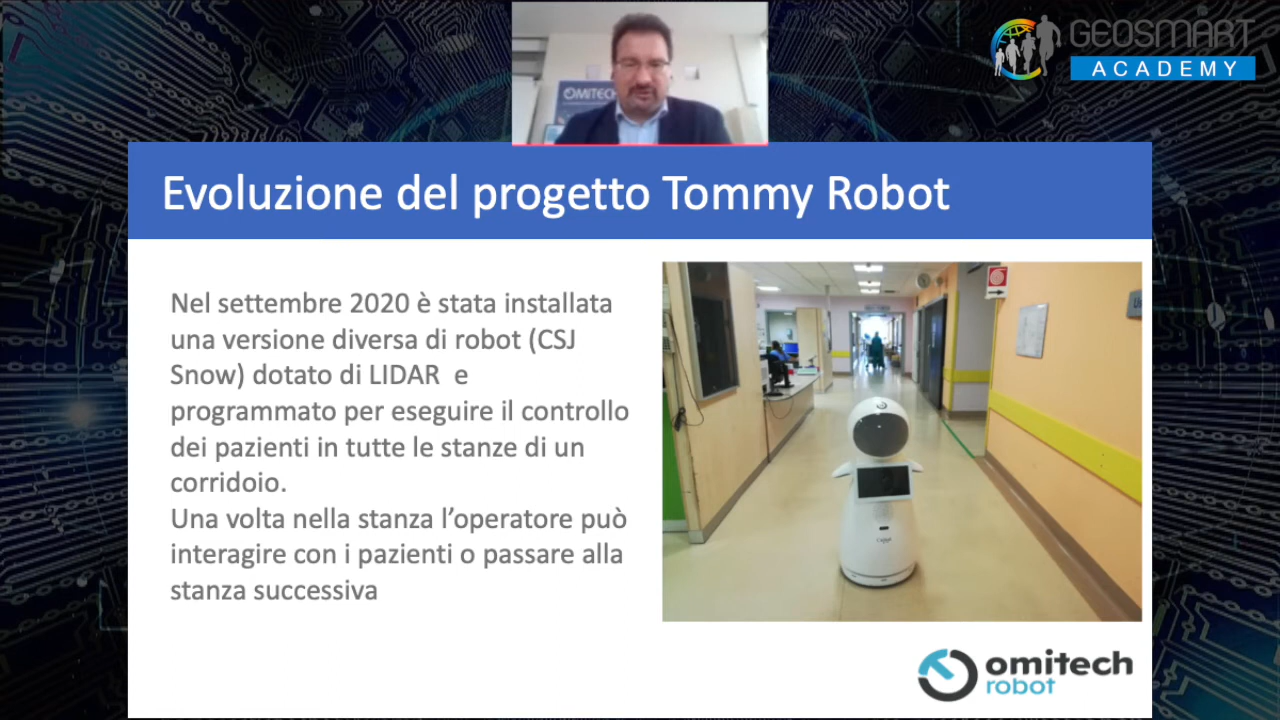 GEOSMART
ACADEMY
OMITECH
Evoluzione del progetto Tommy Robot
Nel settembre 2020 è stata installata
una versione diversa di robot (CSJ
Snow) dotato di LIDAR e
programmato per eseguire il controllo
dei pazienti in tutte le stanze di un
corridoio.
Una volta nella stanza l’operatore può
interagire con i pazienti o passare alla
stanza successiva
omitech
robot